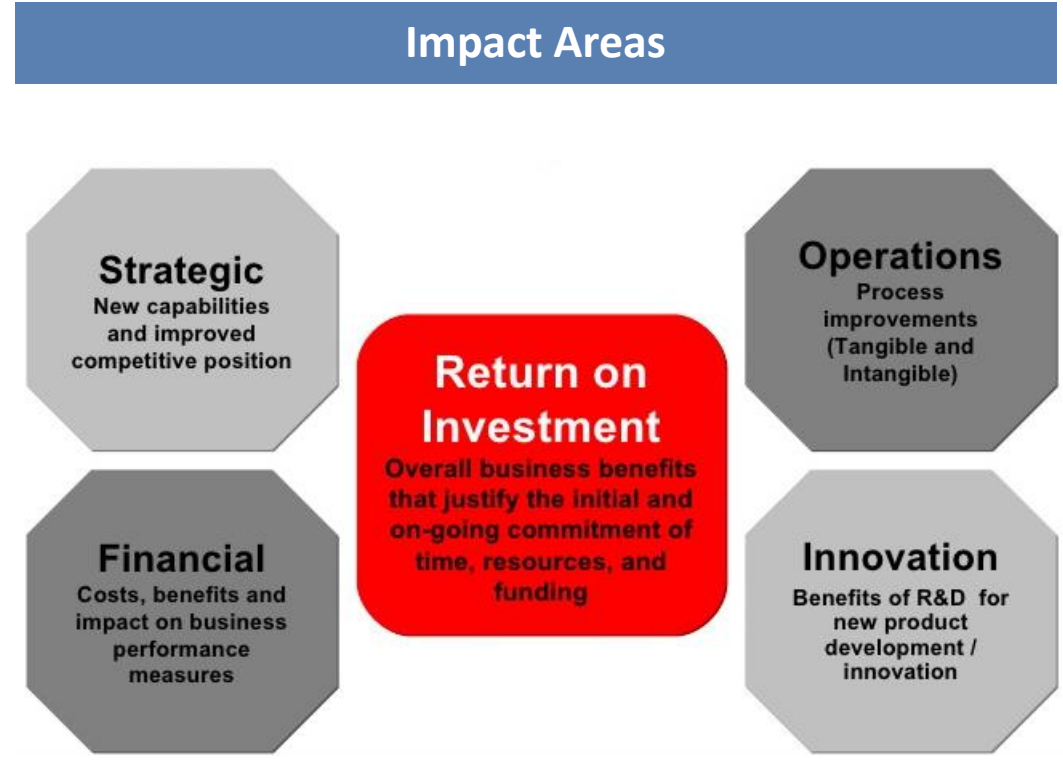 Impact Areas
Strategic
New capabilities
and improved
competitive position
Operations
Process
improvements
(Tangible and
Intangible)
Return on
Investment
Overall business benefits
that justify the initial and
on-going commitment of
time, resources, and
funding
Financial
Costs, benefits and
impact on business
performance
measures
Innovation
Benefits of R&D for
new product
development /
innovation